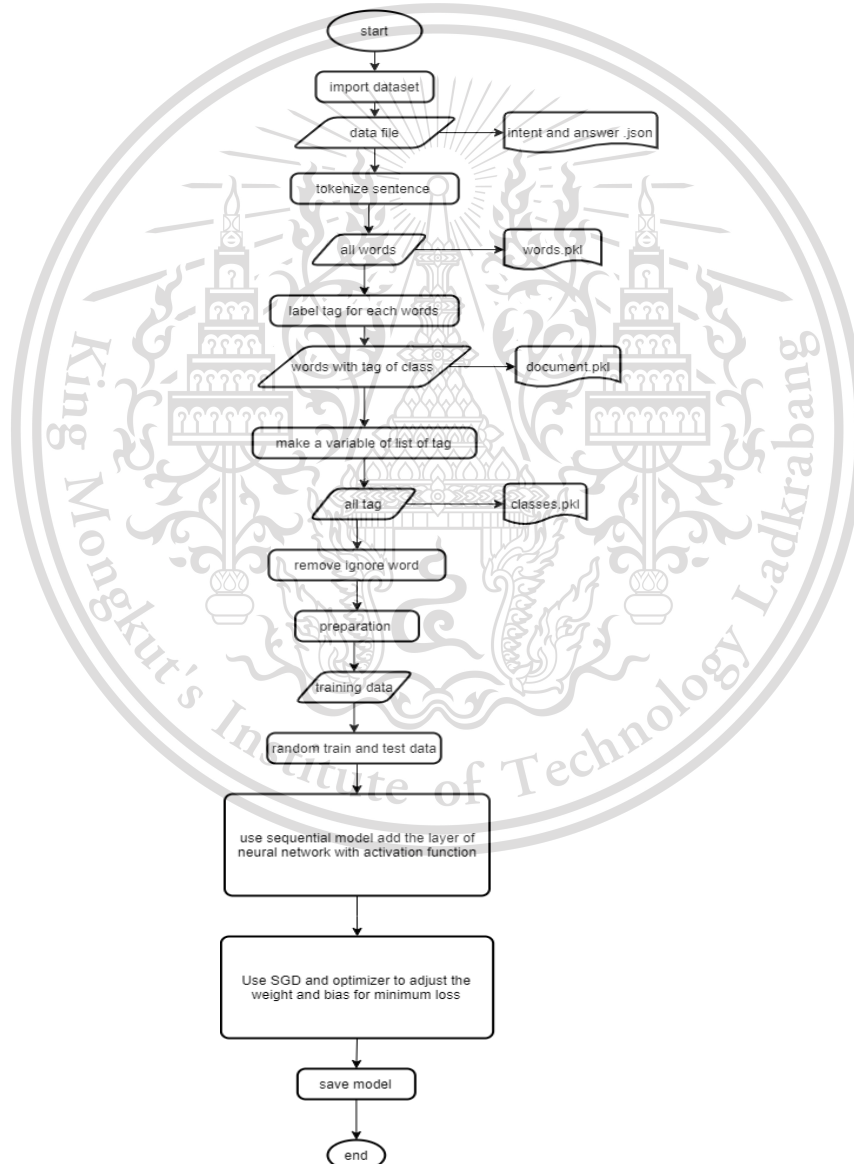 start
import dataset
data file
intent and answer .json
tokenize sentence
all words
words.pkl
label tag for each words
words with tag of class
document.pkl
make a variable of list of tag
all tag
classes.pkl
remove ignore word
preparation
training data
random train and test data
use sequential model add the layer of
neural network with activation function
Use SGD and optimizer to adjust the
weight and bias for minimum loss
save model
end
King Mongkut's Institute of Technology Ladkrabang